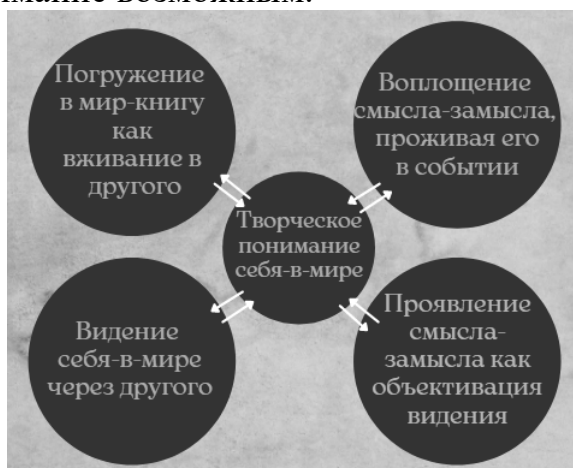 возможным.
Погружение
в мир-книгу
как
вживание в
другого
Воплощение
смысла-замысла,
проживая его
в событии
Творческое
понимание
себя-в-мире
Видение
себя-в-мире
через другого
Проявление
смысла-
замысла как
объективация
видения